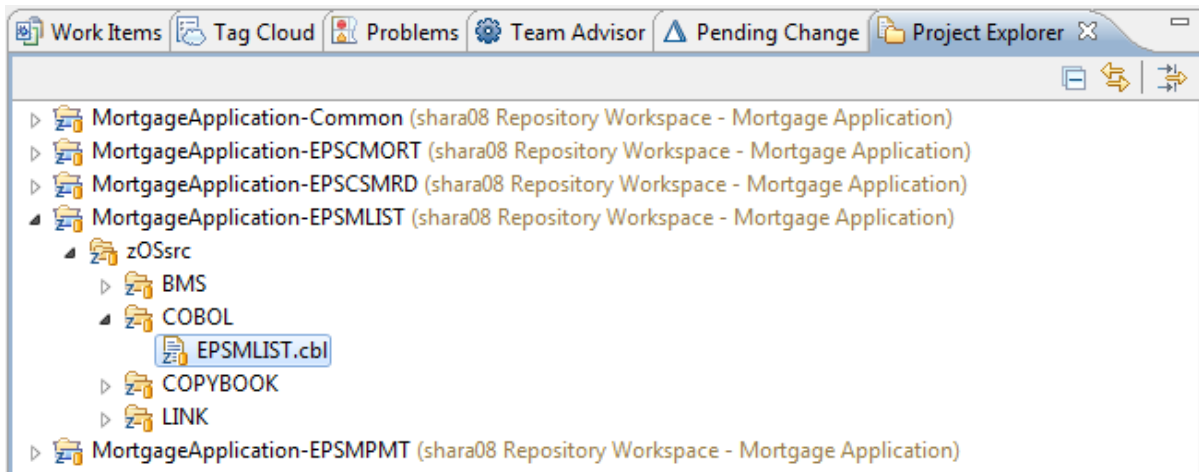 Work Items Tag Cloud Problems Team Advisor Pending Change Project Explorer
MortgageApplication-Common (shara08 Repository Workspace - Mortgage Application)
MortgageApplication-EPSCMORT (shara08 Repository Workspace - Mortgage Application)
MortgageApplication-EPSCSMRD (shara08 Repository Workspace - Mortgage Application)
MortgageApplication-EPSMLIST (shara08 Repository Workspace - Mortgage Application)
zOSsrc
BMS
COBOL
EPSMLIST.cbl
COPYBOOK
LINK
MortgageApplication-EPSMPMT (shara08 Repository Workspace - Mortgage Application)